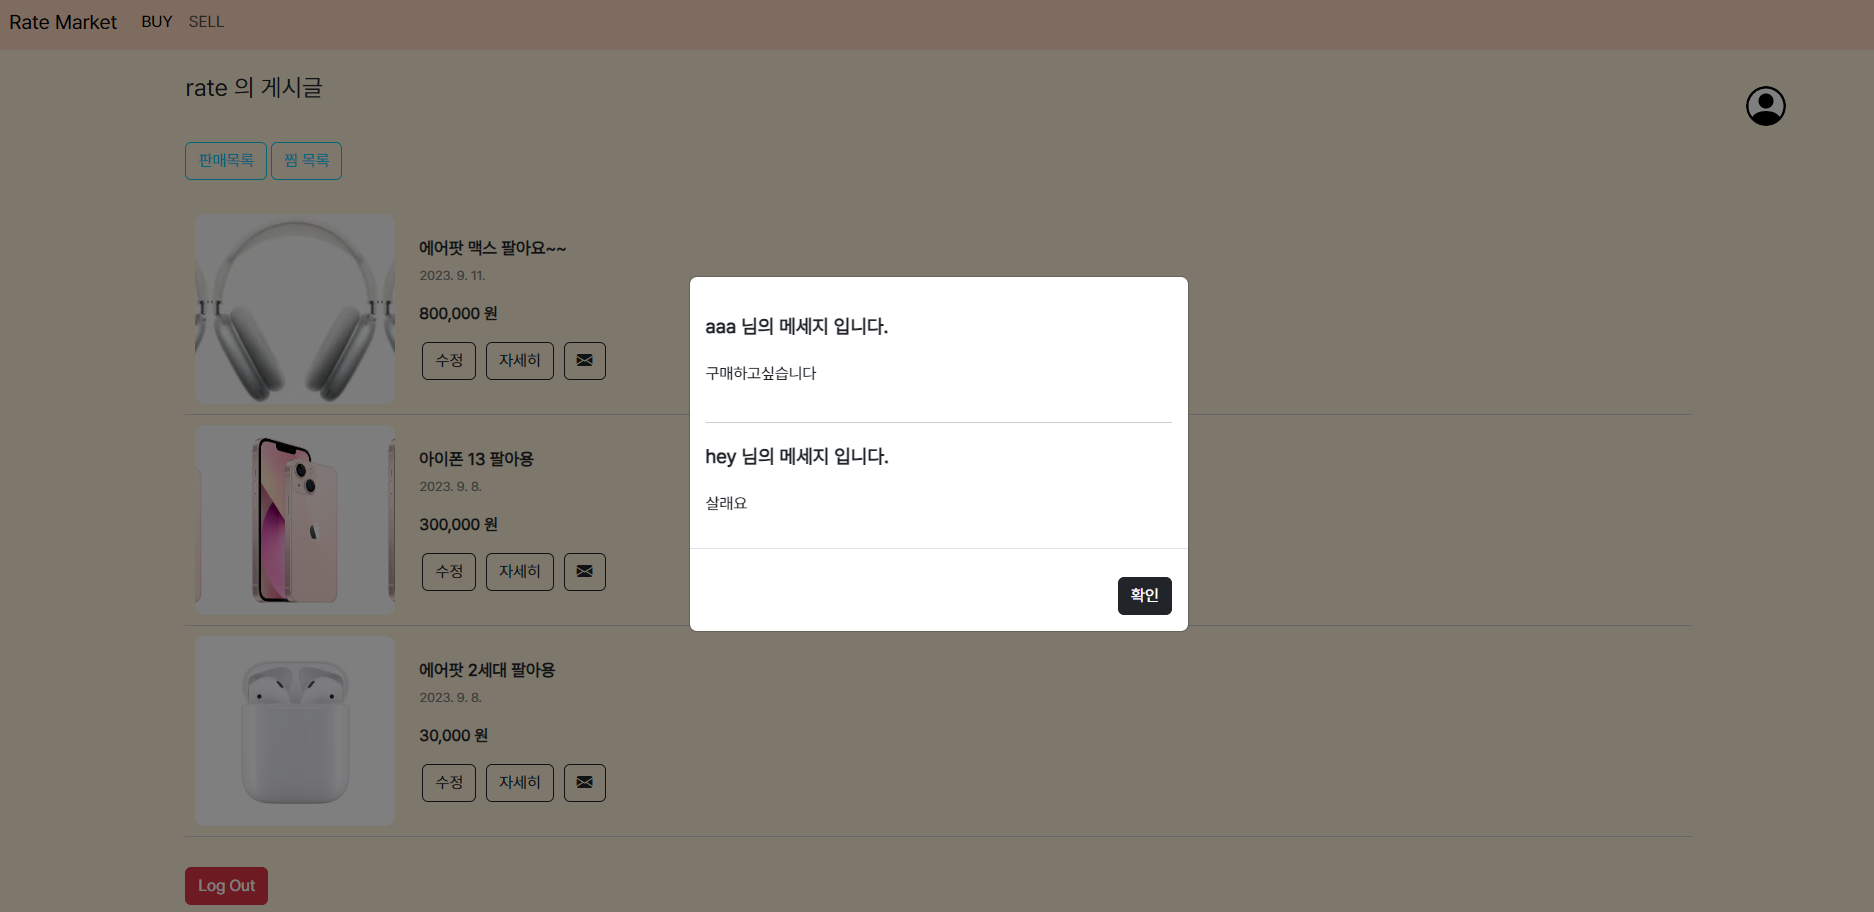 Rate Market BUY SELL
rate 의 게시글
판매목록 찜 목록
에어팟 맥스 팔아요~~
2023. 9. 11.
800,000 원
수정 자세히
아이폰 13 팔아용
2023. 9. 8.
300,000 원
수정 자세히
에어팟 2세대 팔아용
2023. 9. 8.
30,000 원
수정 자세히
Log Out
aaa 님의 메세지 입니다.
구매하고싶습니다
hey 님의 메세지 입니다.
살래요
확인